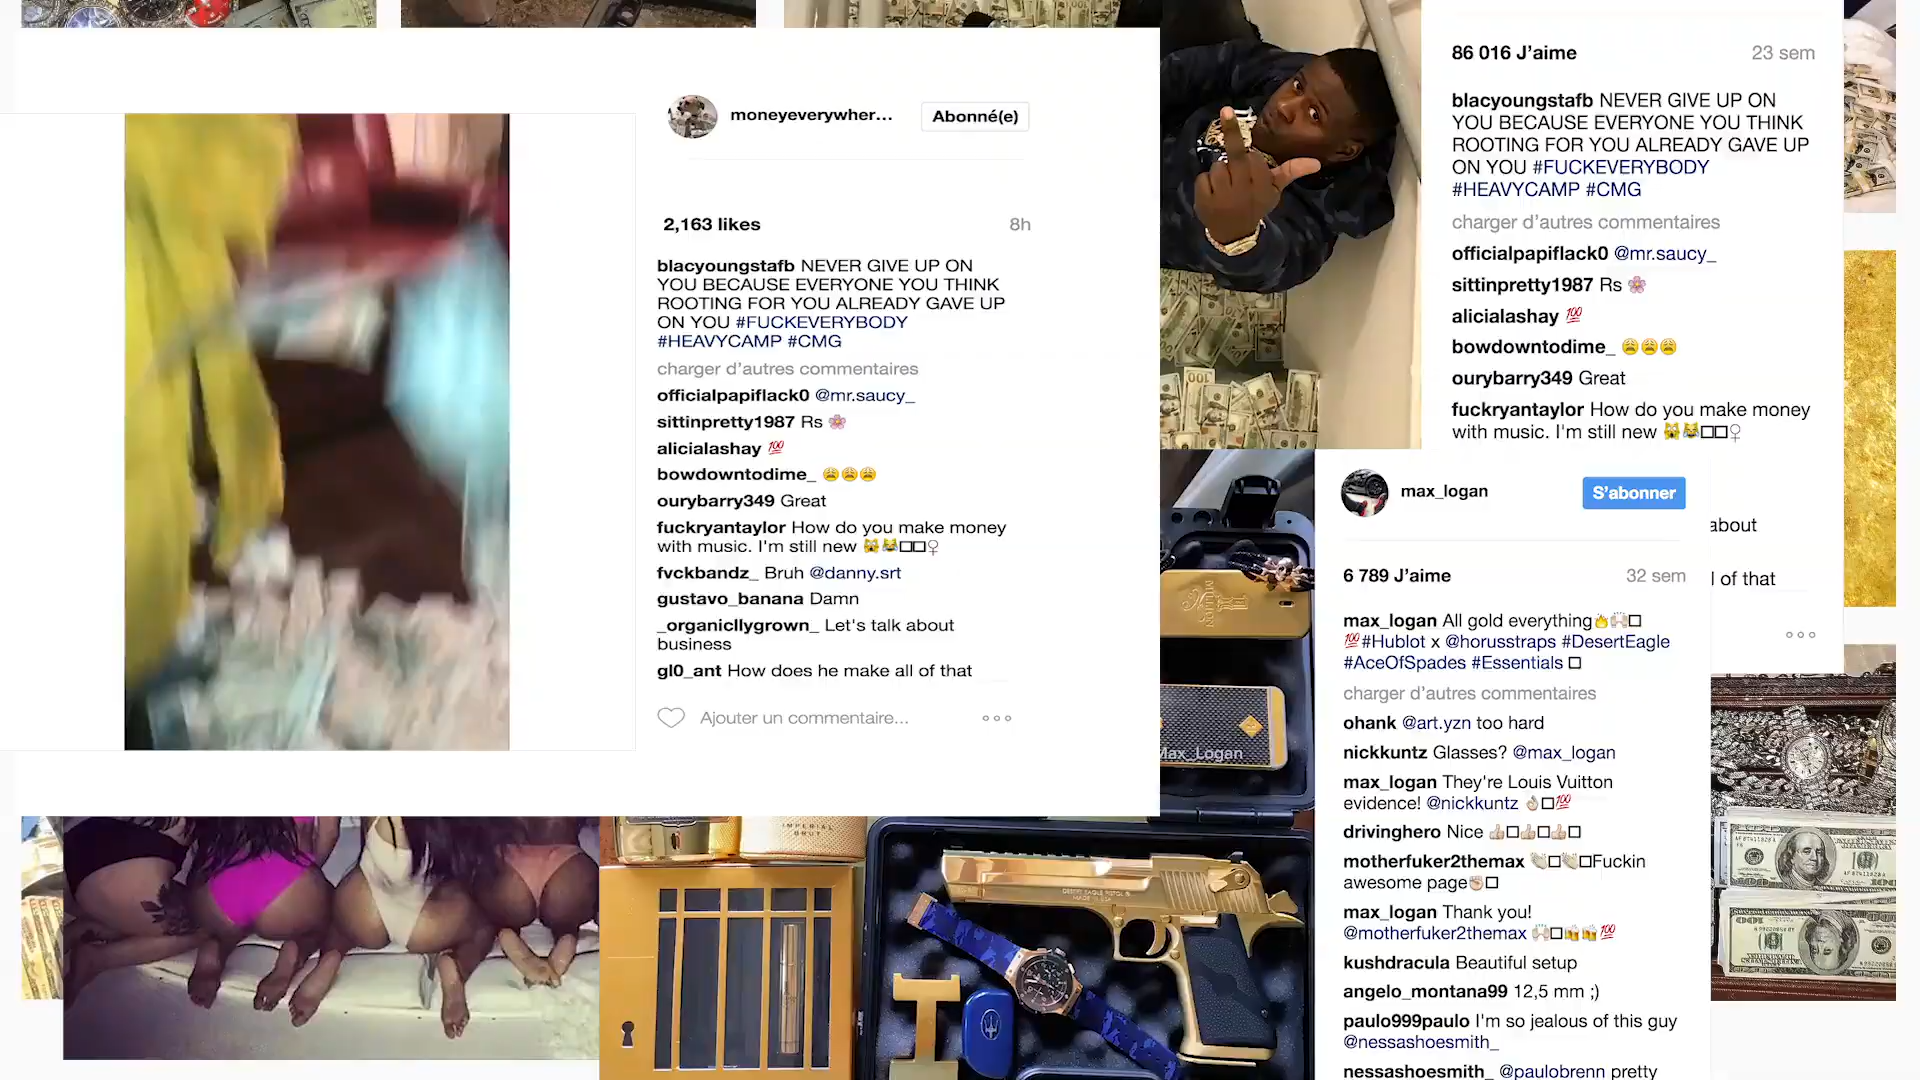 moneyeverywher...
Abonné(e)
2,163 likes
8h
blacyoungstafb NEVER GIVE UP ON
YOU BECAUSE EVERYONE YOU THINK
ROOTING FOR YOU ALREADY GAVE UP
ON YOU #FUCKEVERYBODY
#HEAVYCAMP #CMG
charger d'autres commentaires
officialpapiflack0 @mr.saucy_
sittinpretty1987 Rs 🌸
alicialashay 💯
bowdowntodime_ 😩😩😩
ourybarry349 Great
fuckryantaylor How do you make money
with music. I'm still new 🙀😹□□♀
fvckbandz_ Bruh @danny.srt
gustavo_banana Damn
_organicllygrown_ Let's talk about
business
gl0_ant How does he make all of that
Ajouter un commentaire...
86 016 J'aime
23 sem
blacyoungstafb NEVER GIVE UP ON
YOU BECAUSE EVERYONE YOU THINK
ROOTING FOR YOU ALREADY GAVE UP
ON YOU #FUCKEVERYBODY
#HEAVYCAMP #CMG
charger d'autres commentaires
officialpapiflack0 @mr.saucy_
sittinpretty1987 Rs 🌸
alicialashay 💯
bowdowntodime_ 😩😩😩
ourybarry349 Great
fuckryantaylor How do you make money
with music. I'm still new 🙀😹□□♀
about
l of that
max_logan
S'abonner
6 789 J'aime
32 sem
max_logan All gold everything🔥🙌🏻□
💯#Hublot x @horusstraps #DesertEagle
#AceOfSpades #Essentials □
charger d'autres commentaires
ohank @art.yzn too hard
nickkuntz Glasses? @max_logan
max_logan They're Louis Vuitton
evidence! @nickkuntz 👌🏻□💯
drivinghero Nice 👍🏻□👍🏻□👍🏻□
motherfuker2themax 👏🏻□👏🏻□Fuckin
awesome page✊🏻□
max_logan Thank you!
@motherfuker2themax 🙌🏻□🍻🍻💯
kushdracula Beautiful setup
angelo_montana99 12,5 mm ;)
paulo999paulo I'm so jealous of this guy
@nessashoesmith_
nessashoesmith_ @paulobrenn pretty
Max_Logan
IMPERIAL
BRUT
DESERT EAGLE PISTOL
MADE IN
100